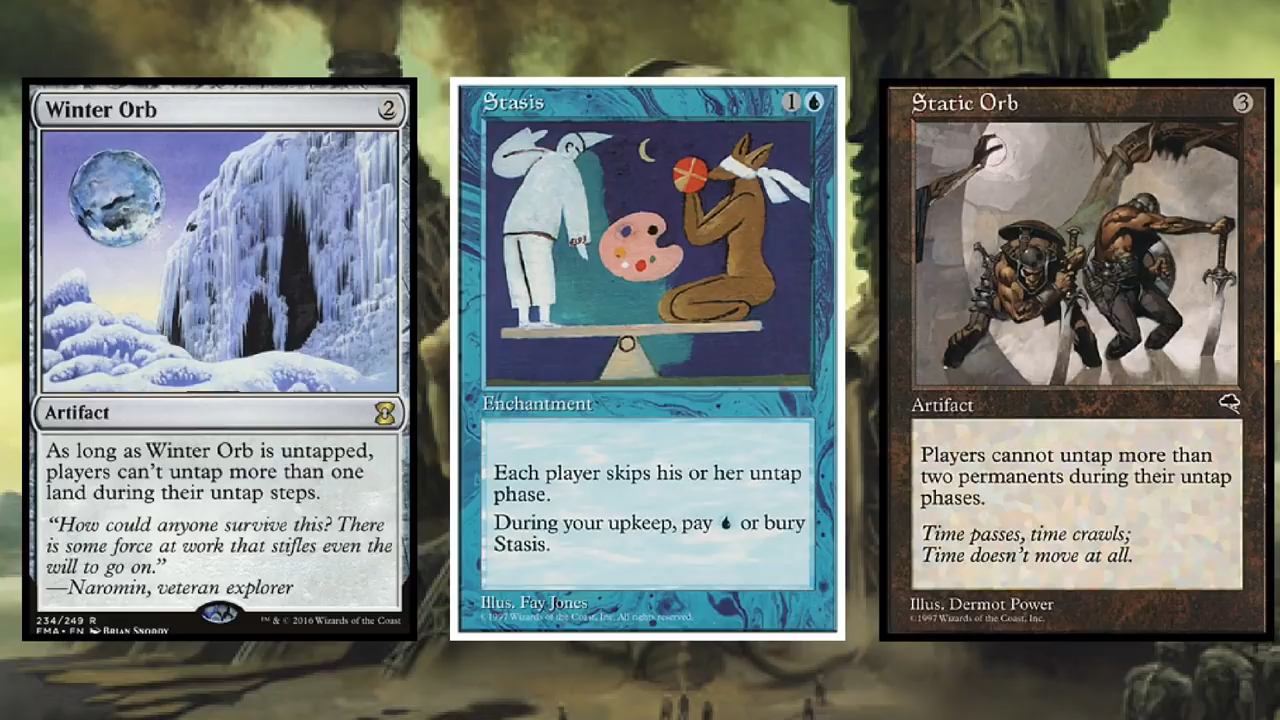 Winter Orb 2
Artifact
As long as Winter Orb is untapped,
players can't untap more than one
land during their untap steps.
“How could anyone survive this? There
is some force at work that stifles even the
will to go on.”
—Naromin, veteran explorer
234/249 R
EMA • EN Brian Snoddy
™ & © 2016 Wizards of the Coast
Stasis 1
Enchantment
Each player skips his or her untap
phase.
During your upkeep, pay or bury
Stasis.
Illus. Fay Jones
©1997 Wizards of the Coast, Inc. All rights reserved.
Static Orb 3
Artifact
Players cannot untap more than
two permanents during their untap
phases.
Time passes, time crawls;
Time doesn't move at all.
Illus. Dermot Power
©1997 Wizards of the Coast, Inc.